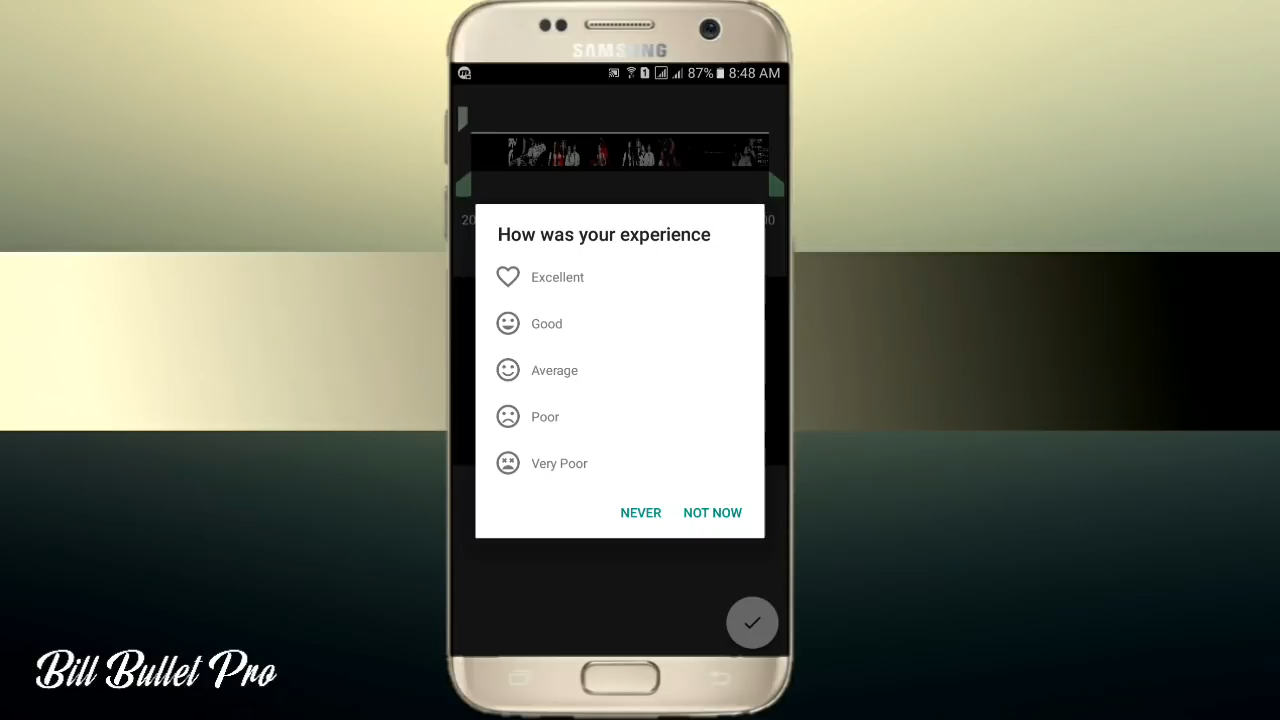 SAMSUNG
87% 8:48 AM
How was your experience
Excellent
Good
Average
Poor
Very Poor
NEVER NOT NOW
Bill Bullet Pro